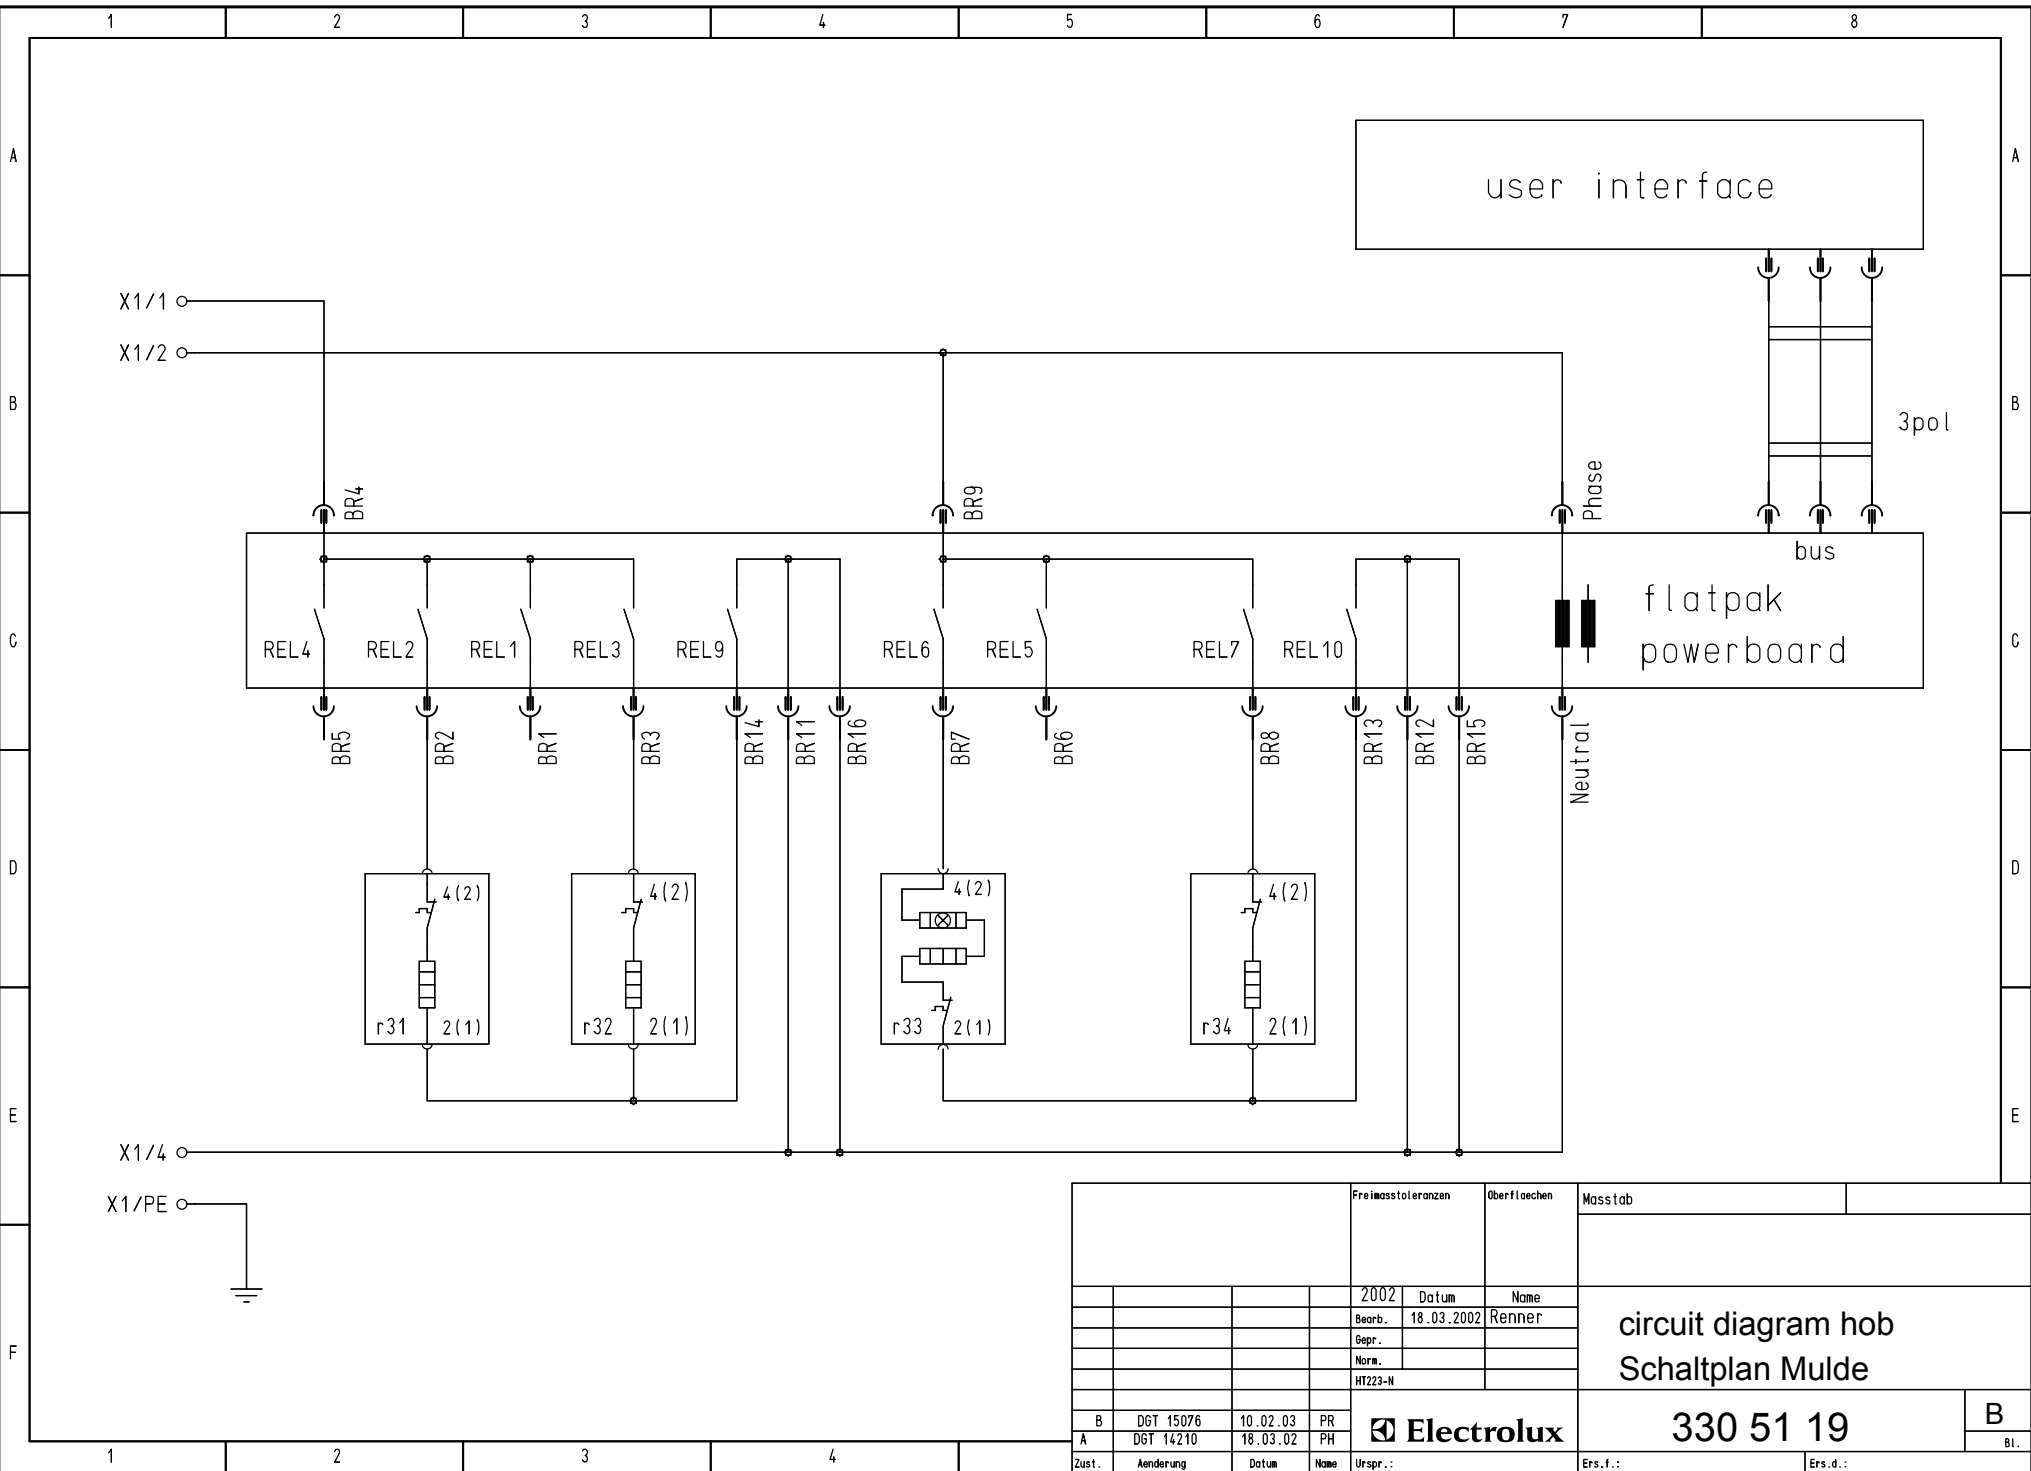 1 2 3 4 5 6 7 8
A A
user interface
X1/1
X1/2
B B
3pol
BR4
BR9
Phase
bus
flatpak
powerboard
C C
REL4 REL2 REL1 REL3 REL9 REL6 REL5 REL7 REL10
BR5 BR2 BR1 BR3 BR14 BR11 BR16 BR7 BR6 BR8 BR13 BR12 BR15 Neutral
D D
4(2) 4(2) 4(2) 4(2)
r31 2(1) r32 2(1) r33 2(1) r34 2(1)
E E
X1/4
X1/PE
Freimasstoleranzen Oberflaechen Masstab
2002 Datum Name
Bearb. 18.03.2002 Renner
Gepr.
Norm.
HT223-N
circuit diagram hob
Schaltplan Mulde
F
B DGT 15076 10.02.03 PR
A DGT 14210 18.03.02 PH
Electrolux
330 51 19
B
Bl.
Zust. Aenderung Datum Name Urspr.: Ers.f.: Ers.d.:
1 2 3 4